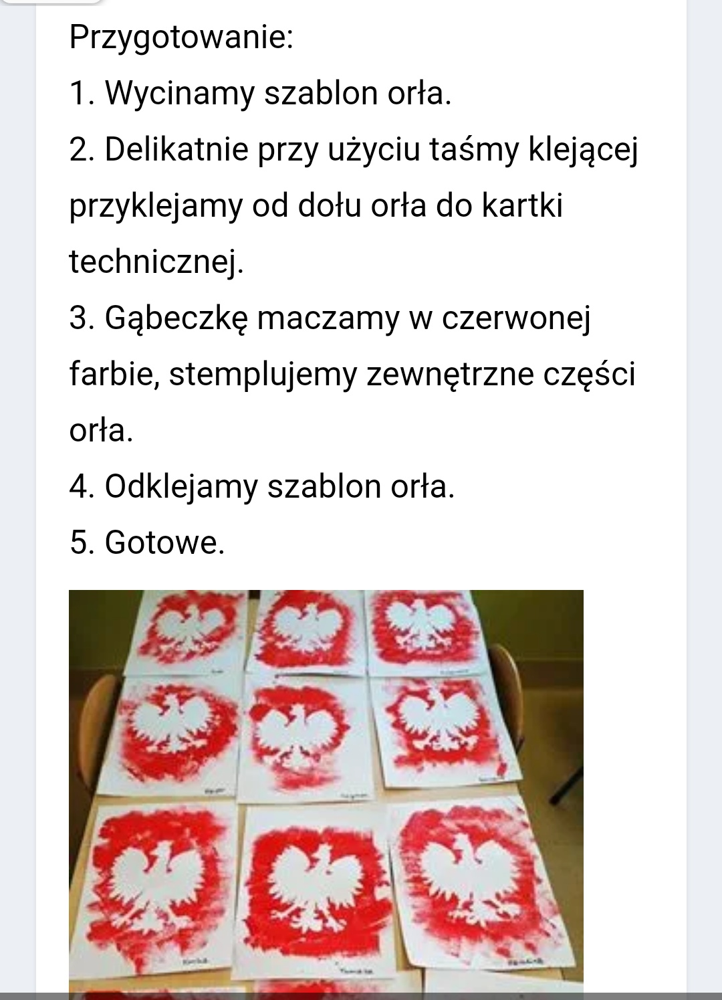 Przygotowanie:
1. Wycinamy szablon orła.
2. Delikatnie przy użyciu taśmy klejącej
przyklejamy od dołu orła do kartki
technicznej.
3. Gąbeczkę maczamy w czerwonej
farbie, stemplujemy zewnętrzne części
orła.
4. Odklejamy szablon orła.
5. Gotowe.